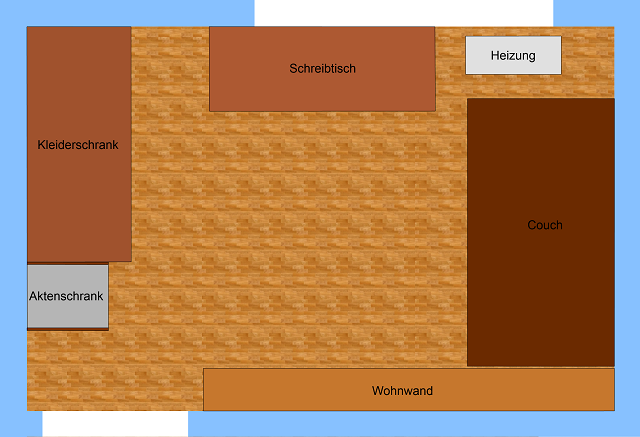 Heizung
Schreibtisch
Kleiderschrank
Couch
Aktenschrank
Wohnwand